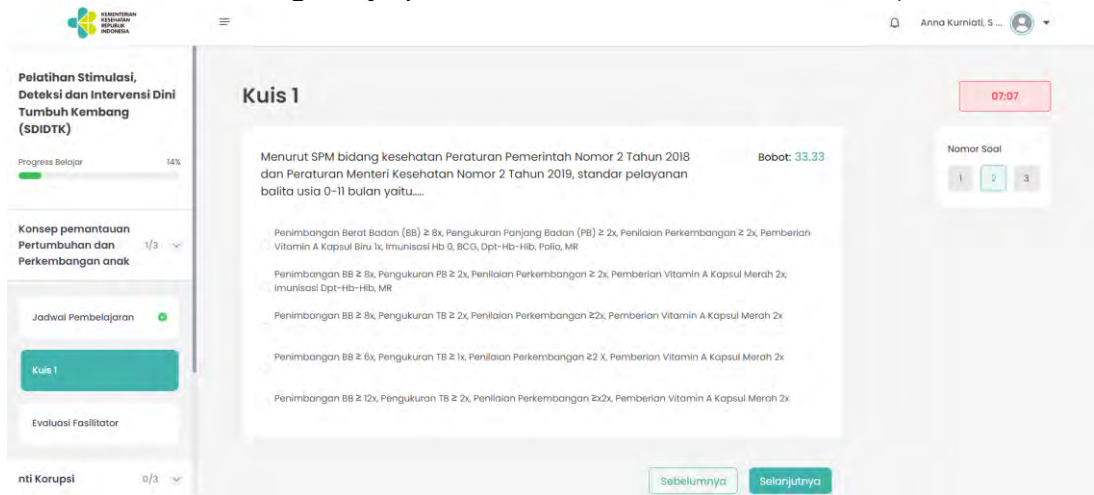 KEMENTERIAN
KESEHATAN
REPUBLIK
INDONESIA
Anna Kurniati, S ...
Pelatihan Stimulasi,
Deteksi dan Intervensi Dini
Tumbuh Kembang
(SDIDTK)
Progress Belajar 14%
Konsep pemantauan
Pertumbuhan dan 1/3
Perkembangan anak
Jadwal Pembelajaran
Kuis 1
Evaluasi Fasilitator
nti Korupsi 0/3
Kuis 1
07:07
Menurut SPM bidang kesehatan Peraturan Pemerintah Nomor 2 Tahun 2018 Bobot: 33.33
dan Peraturan Menteri Kesehatan Nomor 2 Tahun 2019, standar pelayanan
balita usia 0-11 bulan yaitu.....
Penimbangan Berat Badan (BB) ≥ 8x, Pengukuran Panjang Badan (PB) ≥ 2x, Penilaian Perkembangan ≥ 2x, Pemberian
Vitamin A Kapsul Biru 1x, Imunisasi Hb 0, BCG, Dpt-Hb-Hib, Polio, MR
Penimbangan BB ≥ 8x, Pengukuran PB ≥ 2x, Penilaian Perkembangan ≥ 2x, Pemberian Vitamin A Kapsul Merah 2x;
Imunisasi Dpt-Hb-Hib, MR
Penimbangan BB ≥ 8x, Pengukuran TB ≥ 2x, Penilaian Perkembangan ≥2x, Pemberian Vitamin A Kapsul Merah 2x
Penimbangan BB ≥ 6x, Pengukuran TB ≥ 1x, Penilaian Perkembangan ≥2 X, Pemberian Vitamin A Kapsul Merah 2x
Penimbangan BB ≥ 12x, Pengukuran TB ≥ 2x, Penilaian Perkembangan ≥x2x, Pemberian Vitamin A Kapsul Merah 2x
Sebelumnya Selanjutnya
Nomor Soal
1 2 3